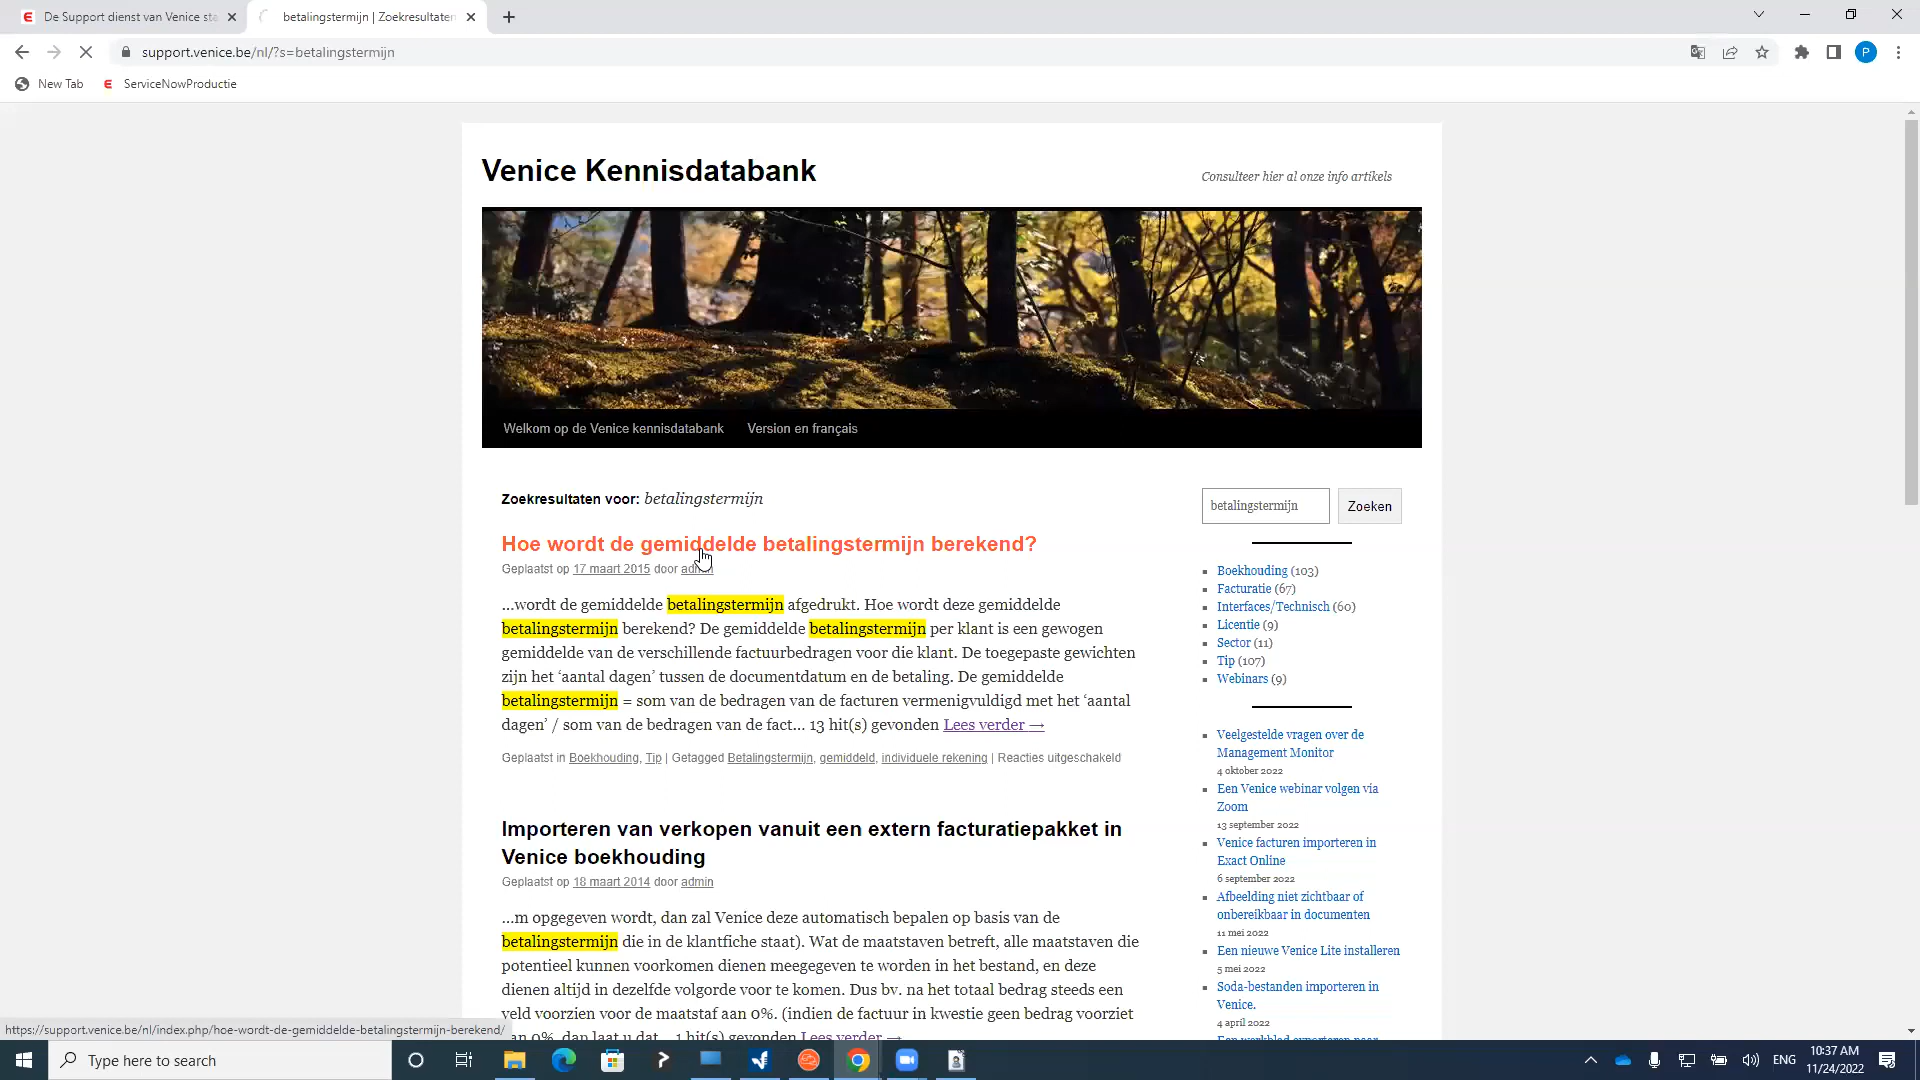 De Support dienst van Venice sta
betalingstermijn | Zoekresultaten
support.venice.be/nl/?s=betalingstermijn
P
New Tab
ServiceNowProductie
Venice Kennisdatabank
Consulteer hier al onze info artikels
Welkom op de Venice kennisdatabank
Version en français
Zoekresultaten voor: betalingstermijn
Hoe wordt de gemiddelde betalingstermijn berekend?
Geplaatst op 17 maart 2015 door admin
…wordt de gemiddelde betalingstermijn afgedrukt. Hoe wordt deze gemiddelde
betalingstermijn berekend? De gemiddelde betalingstermijn per klant is een gewogen
gemiddelde van de verschillende factuurbedragen voor die klant. De toegepaste gewichten
zijn het ‘aantal dagen’ tussen de documentdatum en de betaling. De gemiddelde
betalingstermijn = som van de bedragen van de facturen vermenigvuldigd met het ‘aantal
dagen’ / som van de bedragen van de fact… 13 hit(s) gevonden Lees verder →
Geplaatst in Boekhouding, Tip | Getagged Betalingstermijn, gemiddeld, individuele rekening | Reacties uitgeschakeld
Importeren van verkopen vanuit een extern facturatiepakket in
Venice boekhouding
Geplaatst op 18 maart 2014 door admin
…m opgegeven wordt, dan zal Venice deze automatisch bepalen op basis van de
betalingstermijn die in de klantfiche staat). Wat de maatstaven betreft, alle maatstaven die
potentieel kunnen voorkomen dienen meegegeven te worden in het bestand, en deze
dienen altijd in dezelfde volgorde voor te komen. Dus bv. na het totaal bedrag steeds een
veld voorzien voor de maatstaf aan 0%. (indien de factuur in kwestie geen bedrag voorziet
aan 0%, dan laat u dat… 1 hit(s) gevonden Lees verder →
betalingstermijn
Zoeken
Boekhouding (103)
Facturatie (67)
Interfaces/Technisch (60)
Licentie (9)
Sector (11)
Tip (107)
Webinars (9)
Veelgestelde vragen over de
Management Monitor
4 oktober 2022
Een Venice webinar volgen via
Zoom
13 september 2022
Venice facturen importeren in
Exact Online
6 september 2022
Afbeelding niet zichtbaar of
onbereikbaar in documenten
11 mei 2022
Een nieuwe Venice Lite installeren
5 mei 2022
Soda-bestanden importeren in
Venice.
4 april 2022
Een werkblad exporteren naar
https://support.venice.be/nl/index.php/hoe-wordt-de-gemiddelde-betalingstermijn-berekend/
Type here to search
ENG
10:37 AM
11/24/2022